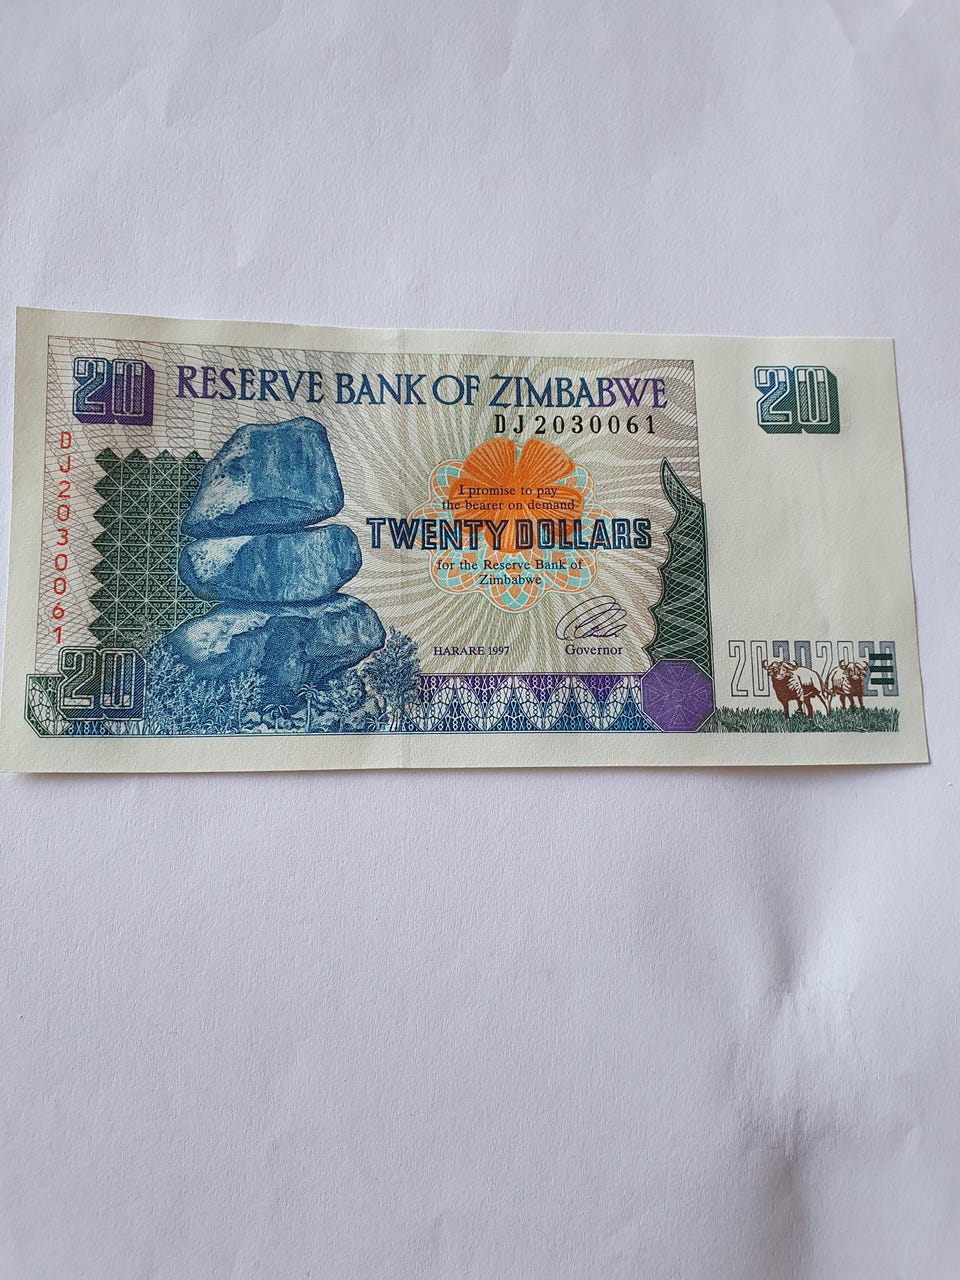 20
RESERVE BANK OF ZIMBABWE
20
DJ2030061
DJ2030061
I promise to pay
the bearer on demand
TWENTY DOLLARS
for the Reserve Bank of
Zimbabwe
HARARE 1997
Governor
20
20202020